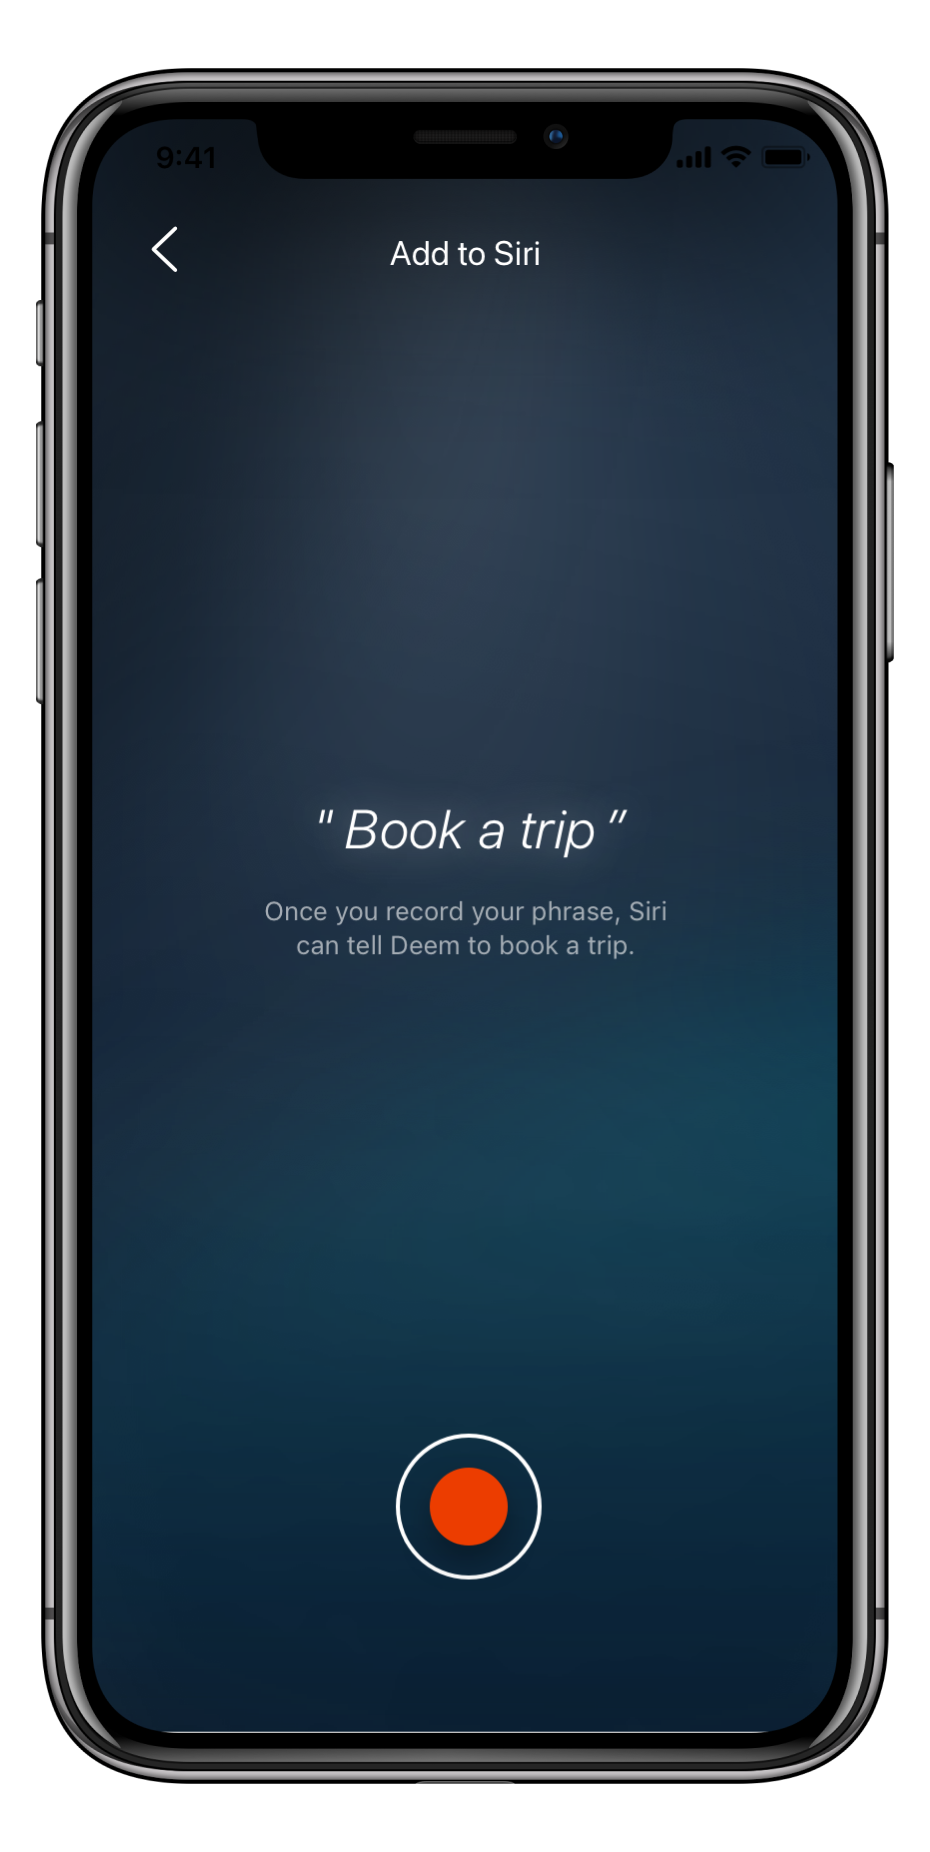 9:41
Add to Siri
" Book a trip "
Once you record your phrase, Siri
can tell Deem to book a trip.